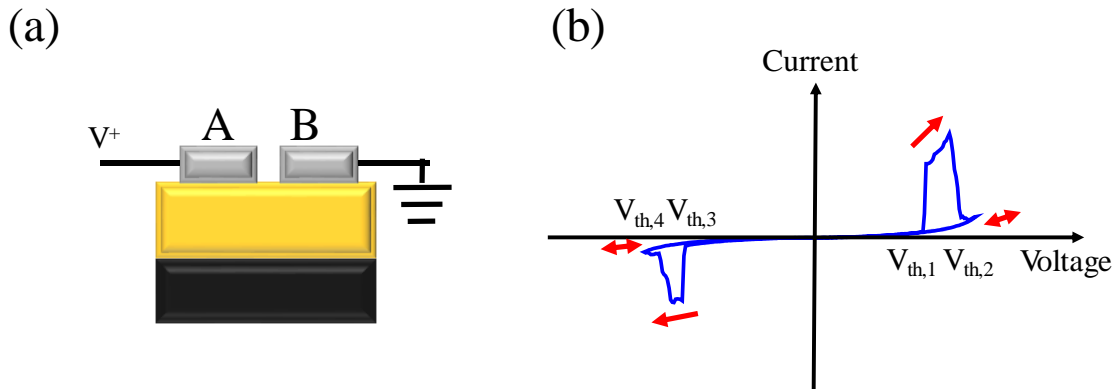 (a)
V+
A
B
(b)
Current
Vth,4 Vth,3
Vth,1 Vth,2
Voltage